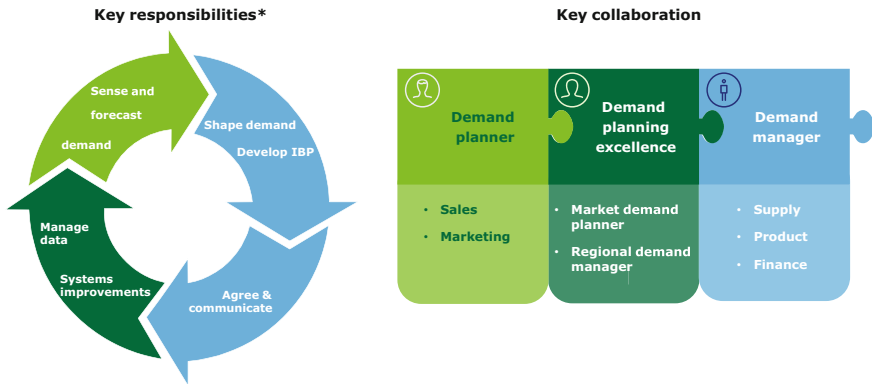 Key responsibilities*
Sense and
forecast
demand
Shape demand
Develop IBP
Manage
data
Systems
improvements
Agree &
communicate
Key collaboration
Demand
planner
Demand
planning
excellence
Demand
manager
• Sales
• Marketing
• Market demand
planner
• Regional demand
manager
• Supply
• Product
• Finance